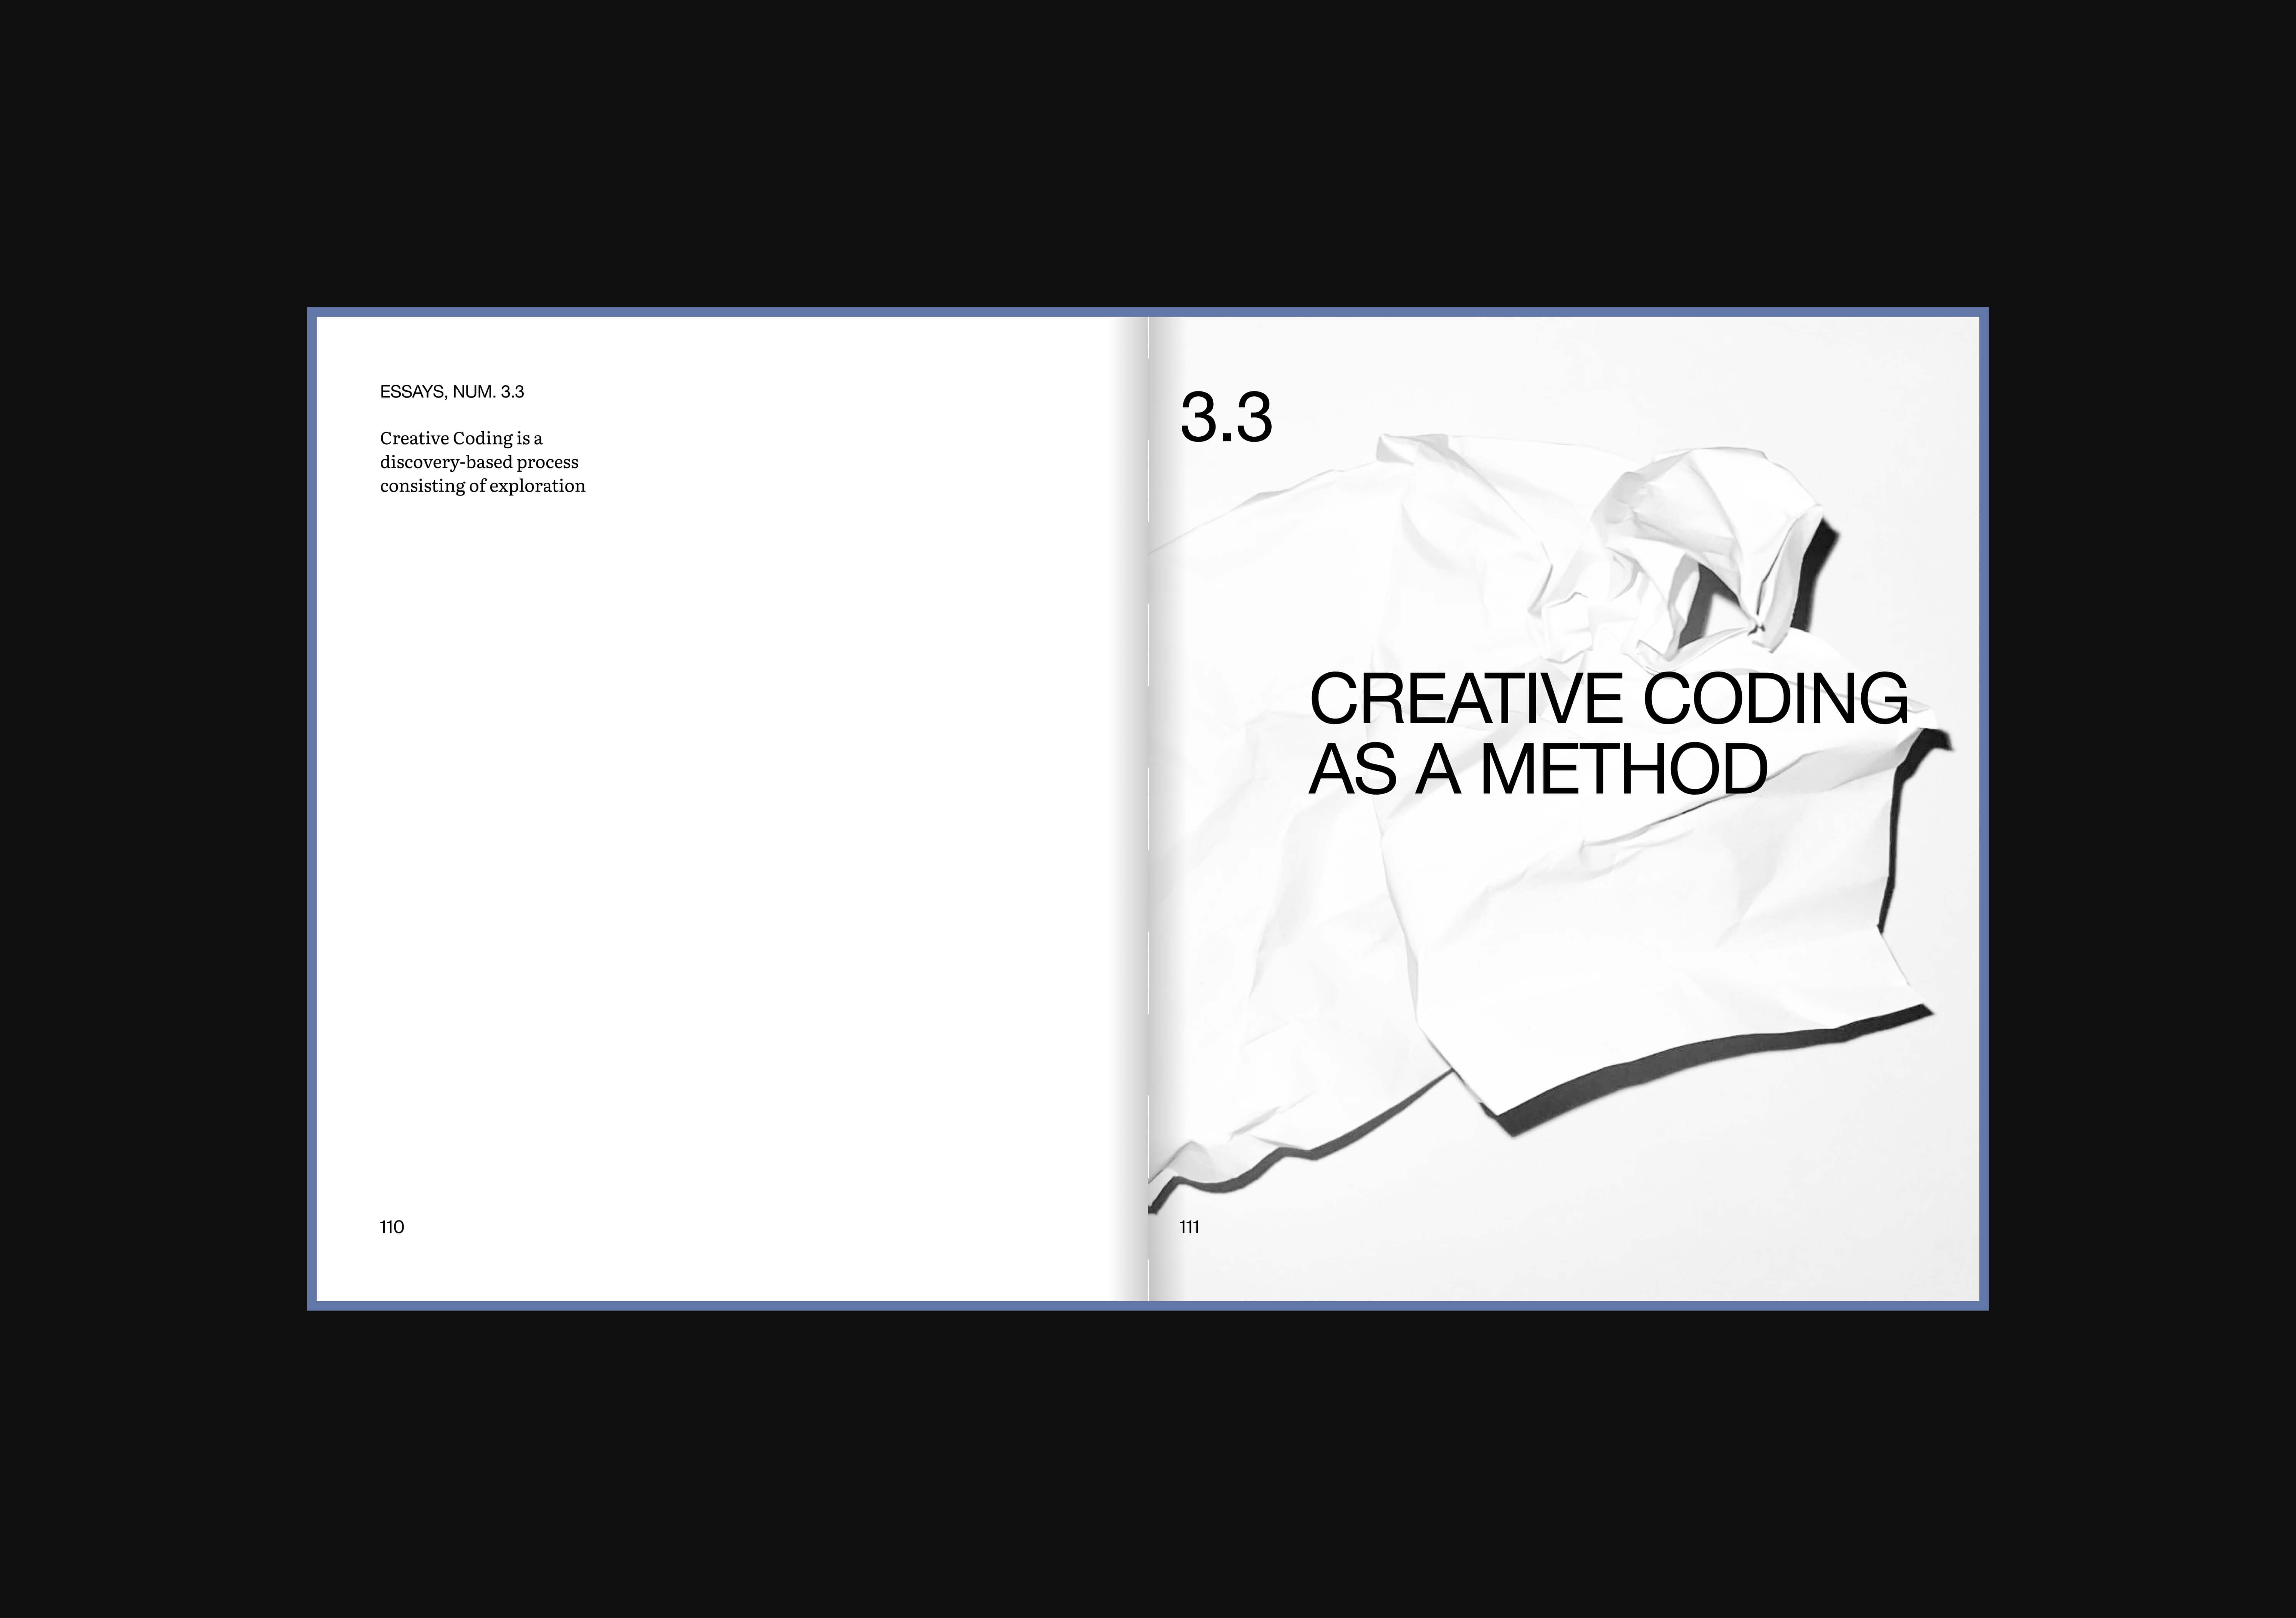 ESSAYS, NUM. 3.3
Creative Coding is a
discovery-based process
consisting of exploration
110
3.3
CREATIVE CODING
AS A METHOD
111